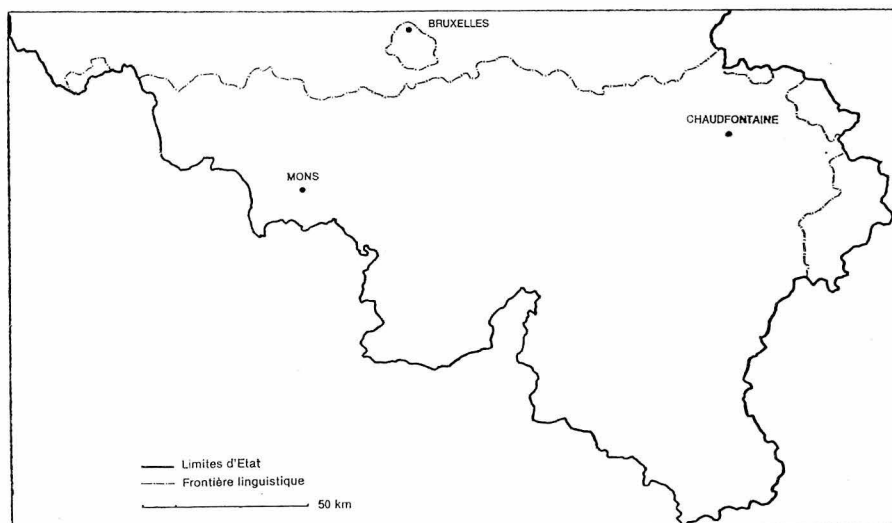 BRUXELLES
CHAUDFONTAINE
MONS
Limites d'Etat
Frontière linguistique
50 km